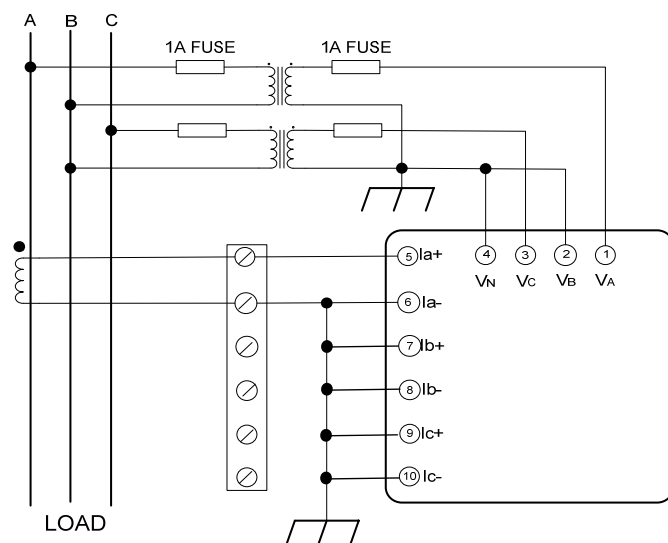 A B C
1A FUSE 1A FUSE
4 3 2 1
VN VC VB VA
5 Ia+
6 Ia-
7 Ib+
8 Ib-
9 Ic+
10 Ic-
LOAD